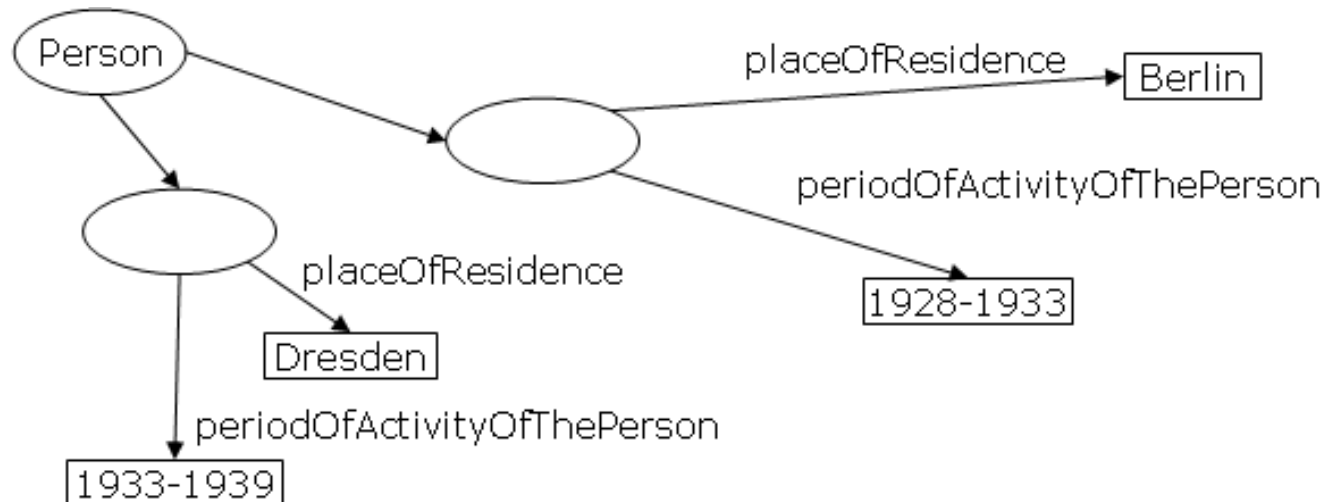 Person
placeOfResidence
Berlin
periodOfActivityOfThePerson
1928-1933
placeOfResidence
Dresden
periodOfActivityOfThePerson
1933-1939